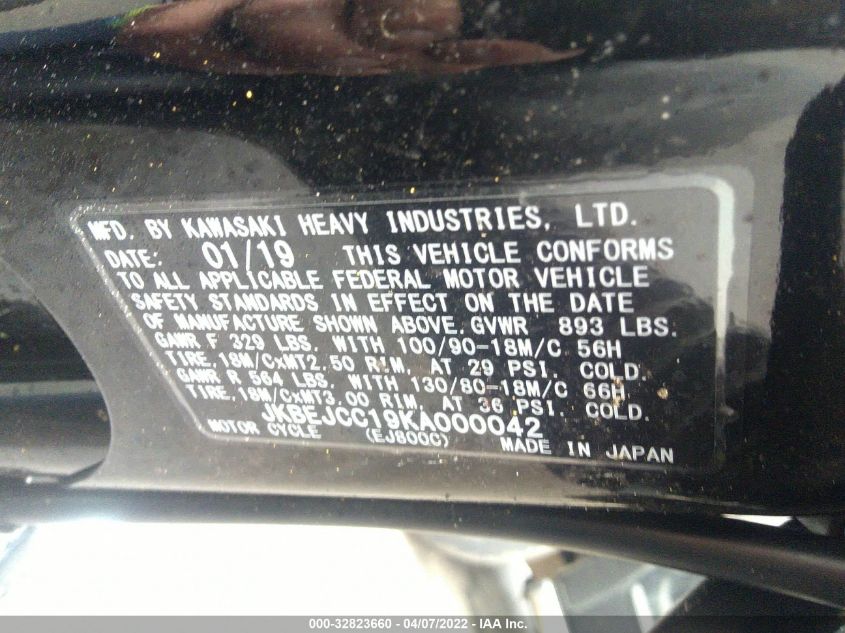 MFD. BY KAWASAKI HEAVY INDUSTRIES, LTD.
DATE: 01/19 THIS VEHICLE CONFORMS
TO ALL APPLICABLE FEDERAL MOTOR VEHICLE
SAFETY STANDARDS IN EFFECT ON THE DATE
OF MANUFACTURE SHOWN ABOVE. GVWR 893 LBS.
GAWR F 329 LBS. WITH 100/90-18M/C 56H
TIRE, 18M/CxMT2.50 RIM, AT 29 PSI. COLD.
GAWR R 564 LBS. WITH 130/80-18M/C 66H
TIRE, 18M/CxMT3.00 RIM, AT 36 PSI. COLD.
JKBEJCC19KA000042
MOTOR CYCLE (EJ800C) MADE IN JAPAN
000-32823660 - 04/07/2022 - IAA Inc.